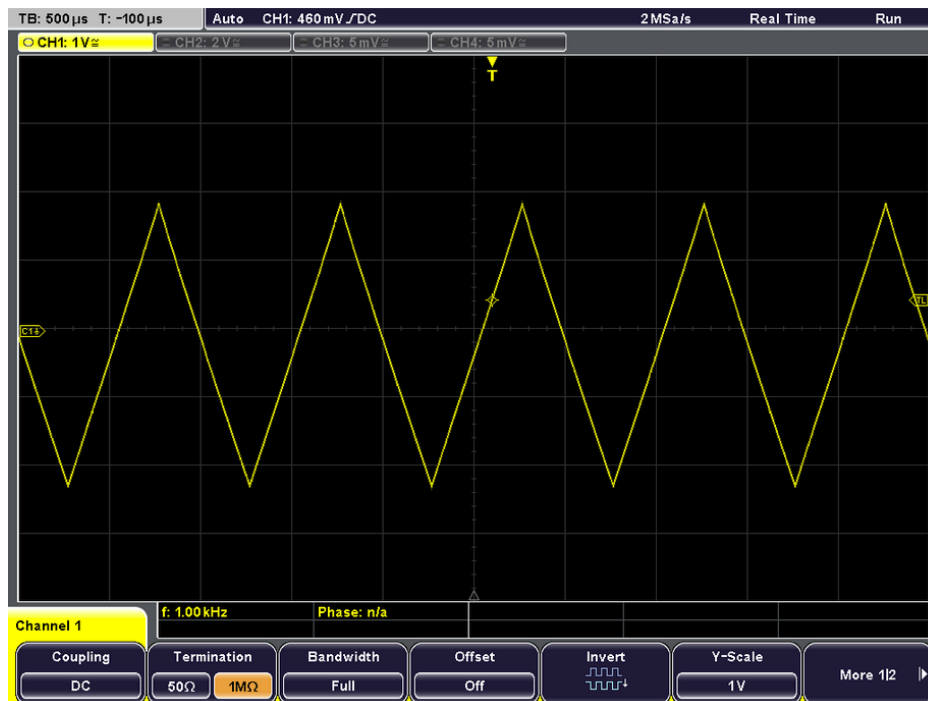 TB: 500 µs T: -100 µs Auto CH1: 460 mV DC 2 MSa/s Real Time Run
CH1: 1 V CH2: 2 V CH3: 5 mV CH4: 5 mV
T
C1
TL
f: 1.00 kHz Phase: n/a
Channel 1
Coupling Termination Bandwidth Offset Invert Y-Scale More 1|2
DC 50Ω 1MΩ Full Off 1 V